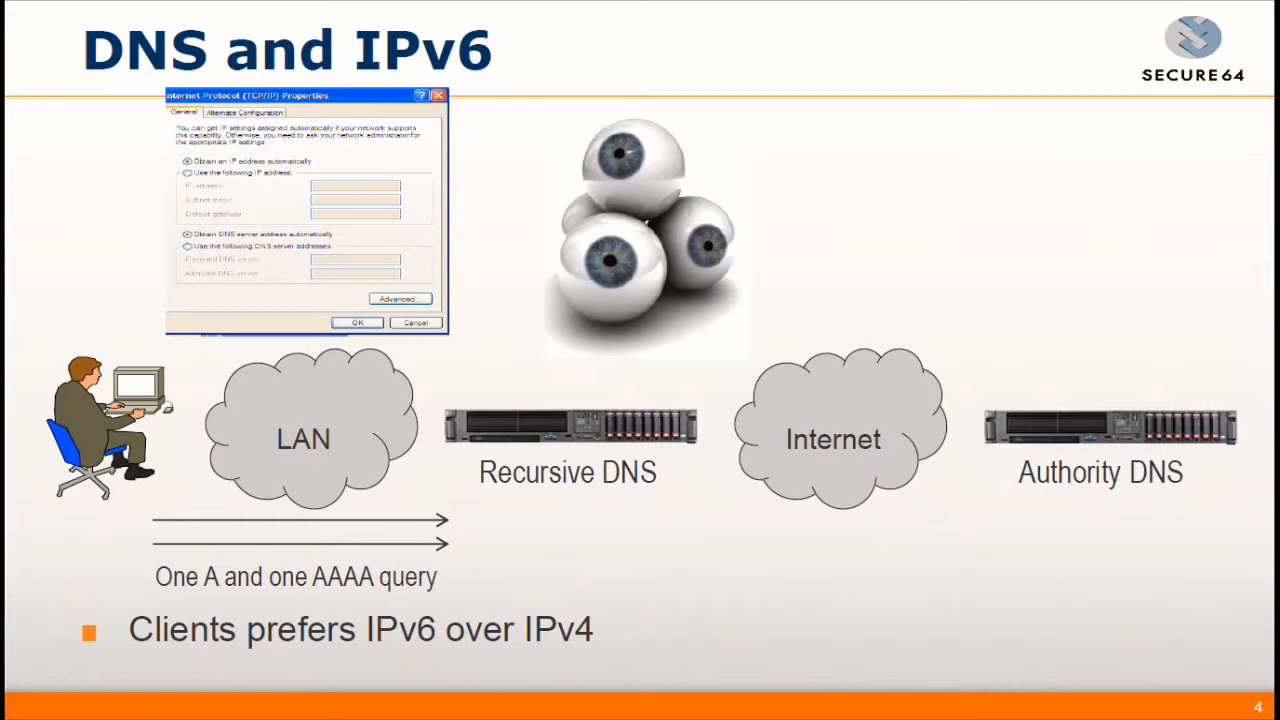 DNS and IPv6
SECURE64
nternet Protocol (TCP/IP) Properties
General
Alternate Configuration
You can get IP settings assigned automatically if your network supports
this capability. Otherwise, you need to ask your network administrator for
the appropriate IP settings.
Obtain an IP address automatically
Use the following IP address:
IP address:
Subnet mask:
Default gateway:
Obtain DNS server address automatically
Use the following DNS server addresses:
Preferred DNS server:
Alternate DNS server:
Advanced...
OK
Cancel
LAN
Internet
Recursive DNS
Authority DNS
One A and one AAAA query
Clients prefers IPv6 over IPv4
4